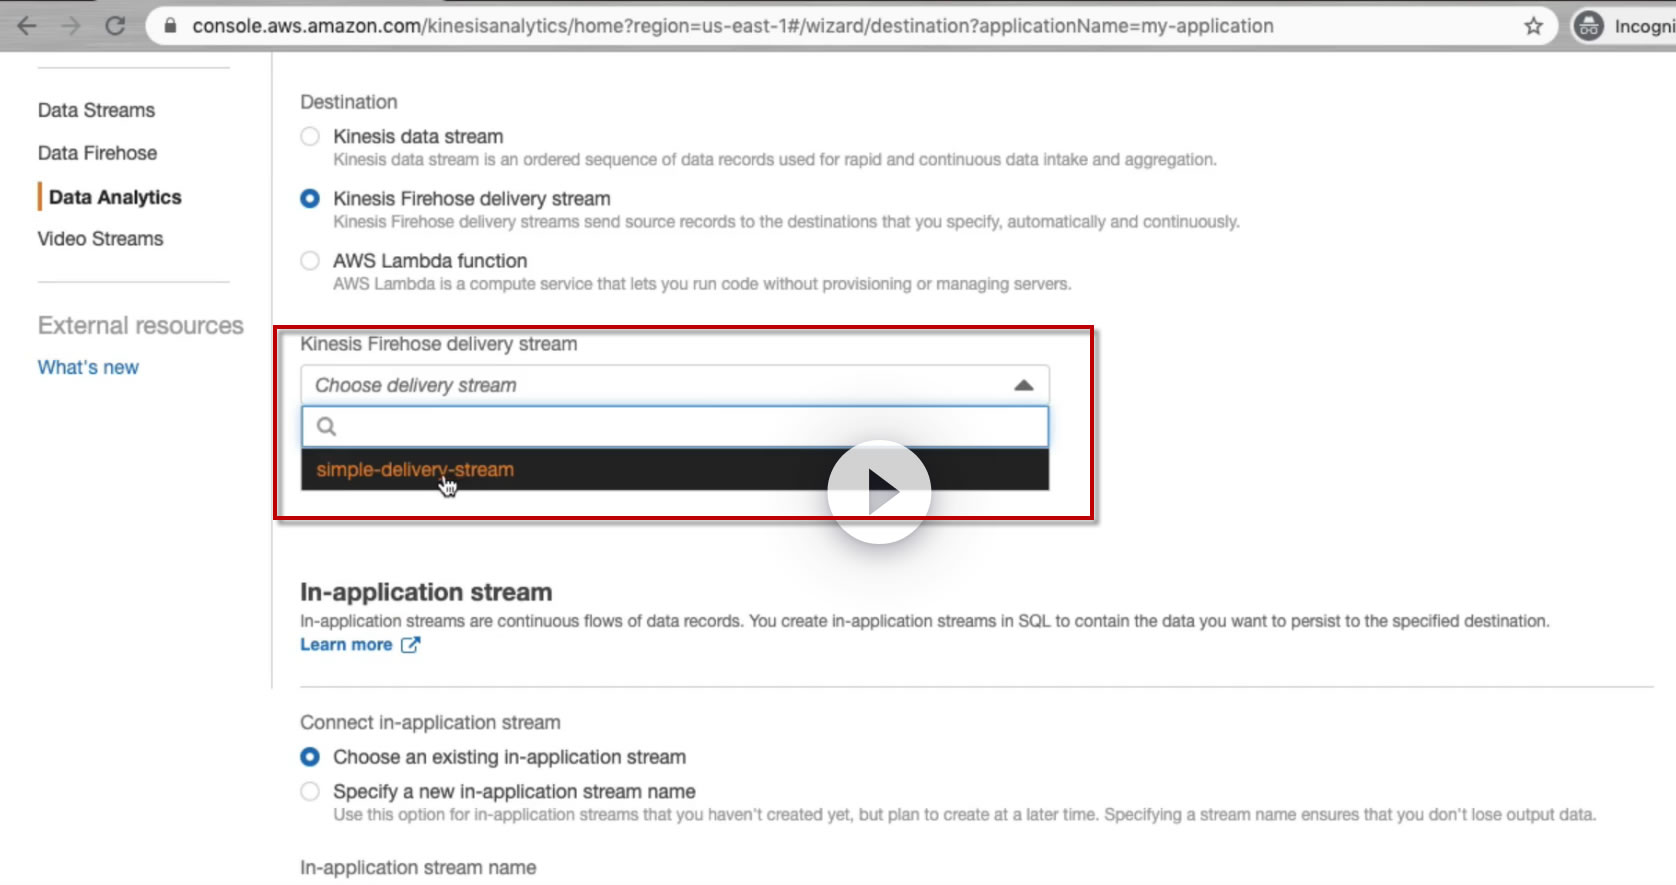 console.aws.amazon.com/kinesisanalytics/home?region=us-east-1#/wizard/destination?applicationName=my-application
Data Streams
Data Firehose
Data Analytics
Video Streams
External resources
What's new
Destination
Kinesis data stream
Kinesis data stream is an ordered sequence of data records used for rapid and continuous data intake and aggregation.
Kinesis Firehose delivery stream
Kinesis Firehose delivery streams send source records to the destinations that you specify, automatically and continuously.
AWS Lambda function
AWS Lambda is a compute service that lets you run code without provisioning or managing servers.
Kinesis Firehose delivery stream
Choose delivery stream
simple-delivery-stream
In-application stream
In-application streams are continuous flows of data records. You create in-application streams in SQL to contain the data you want to persist to the specified destination.
Learn more
Connect in-application stream
Choose an existing in-application stream
Specify a new in-application stream name
Use this option for in-application streams that you haven't created yet, but plan to create at a later time. Specifying a stream name ensures that you don't lose output data.
In-application stream name